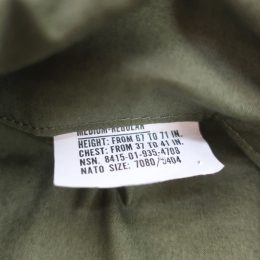 MEDIUM-REGULAR
HEIGHT: FROM 67 TO 71 IN.
CHEST: FROM 37 TO 41 IN.
NSN. 8415-01-935-4708
NATO SIZE: 7080/9404